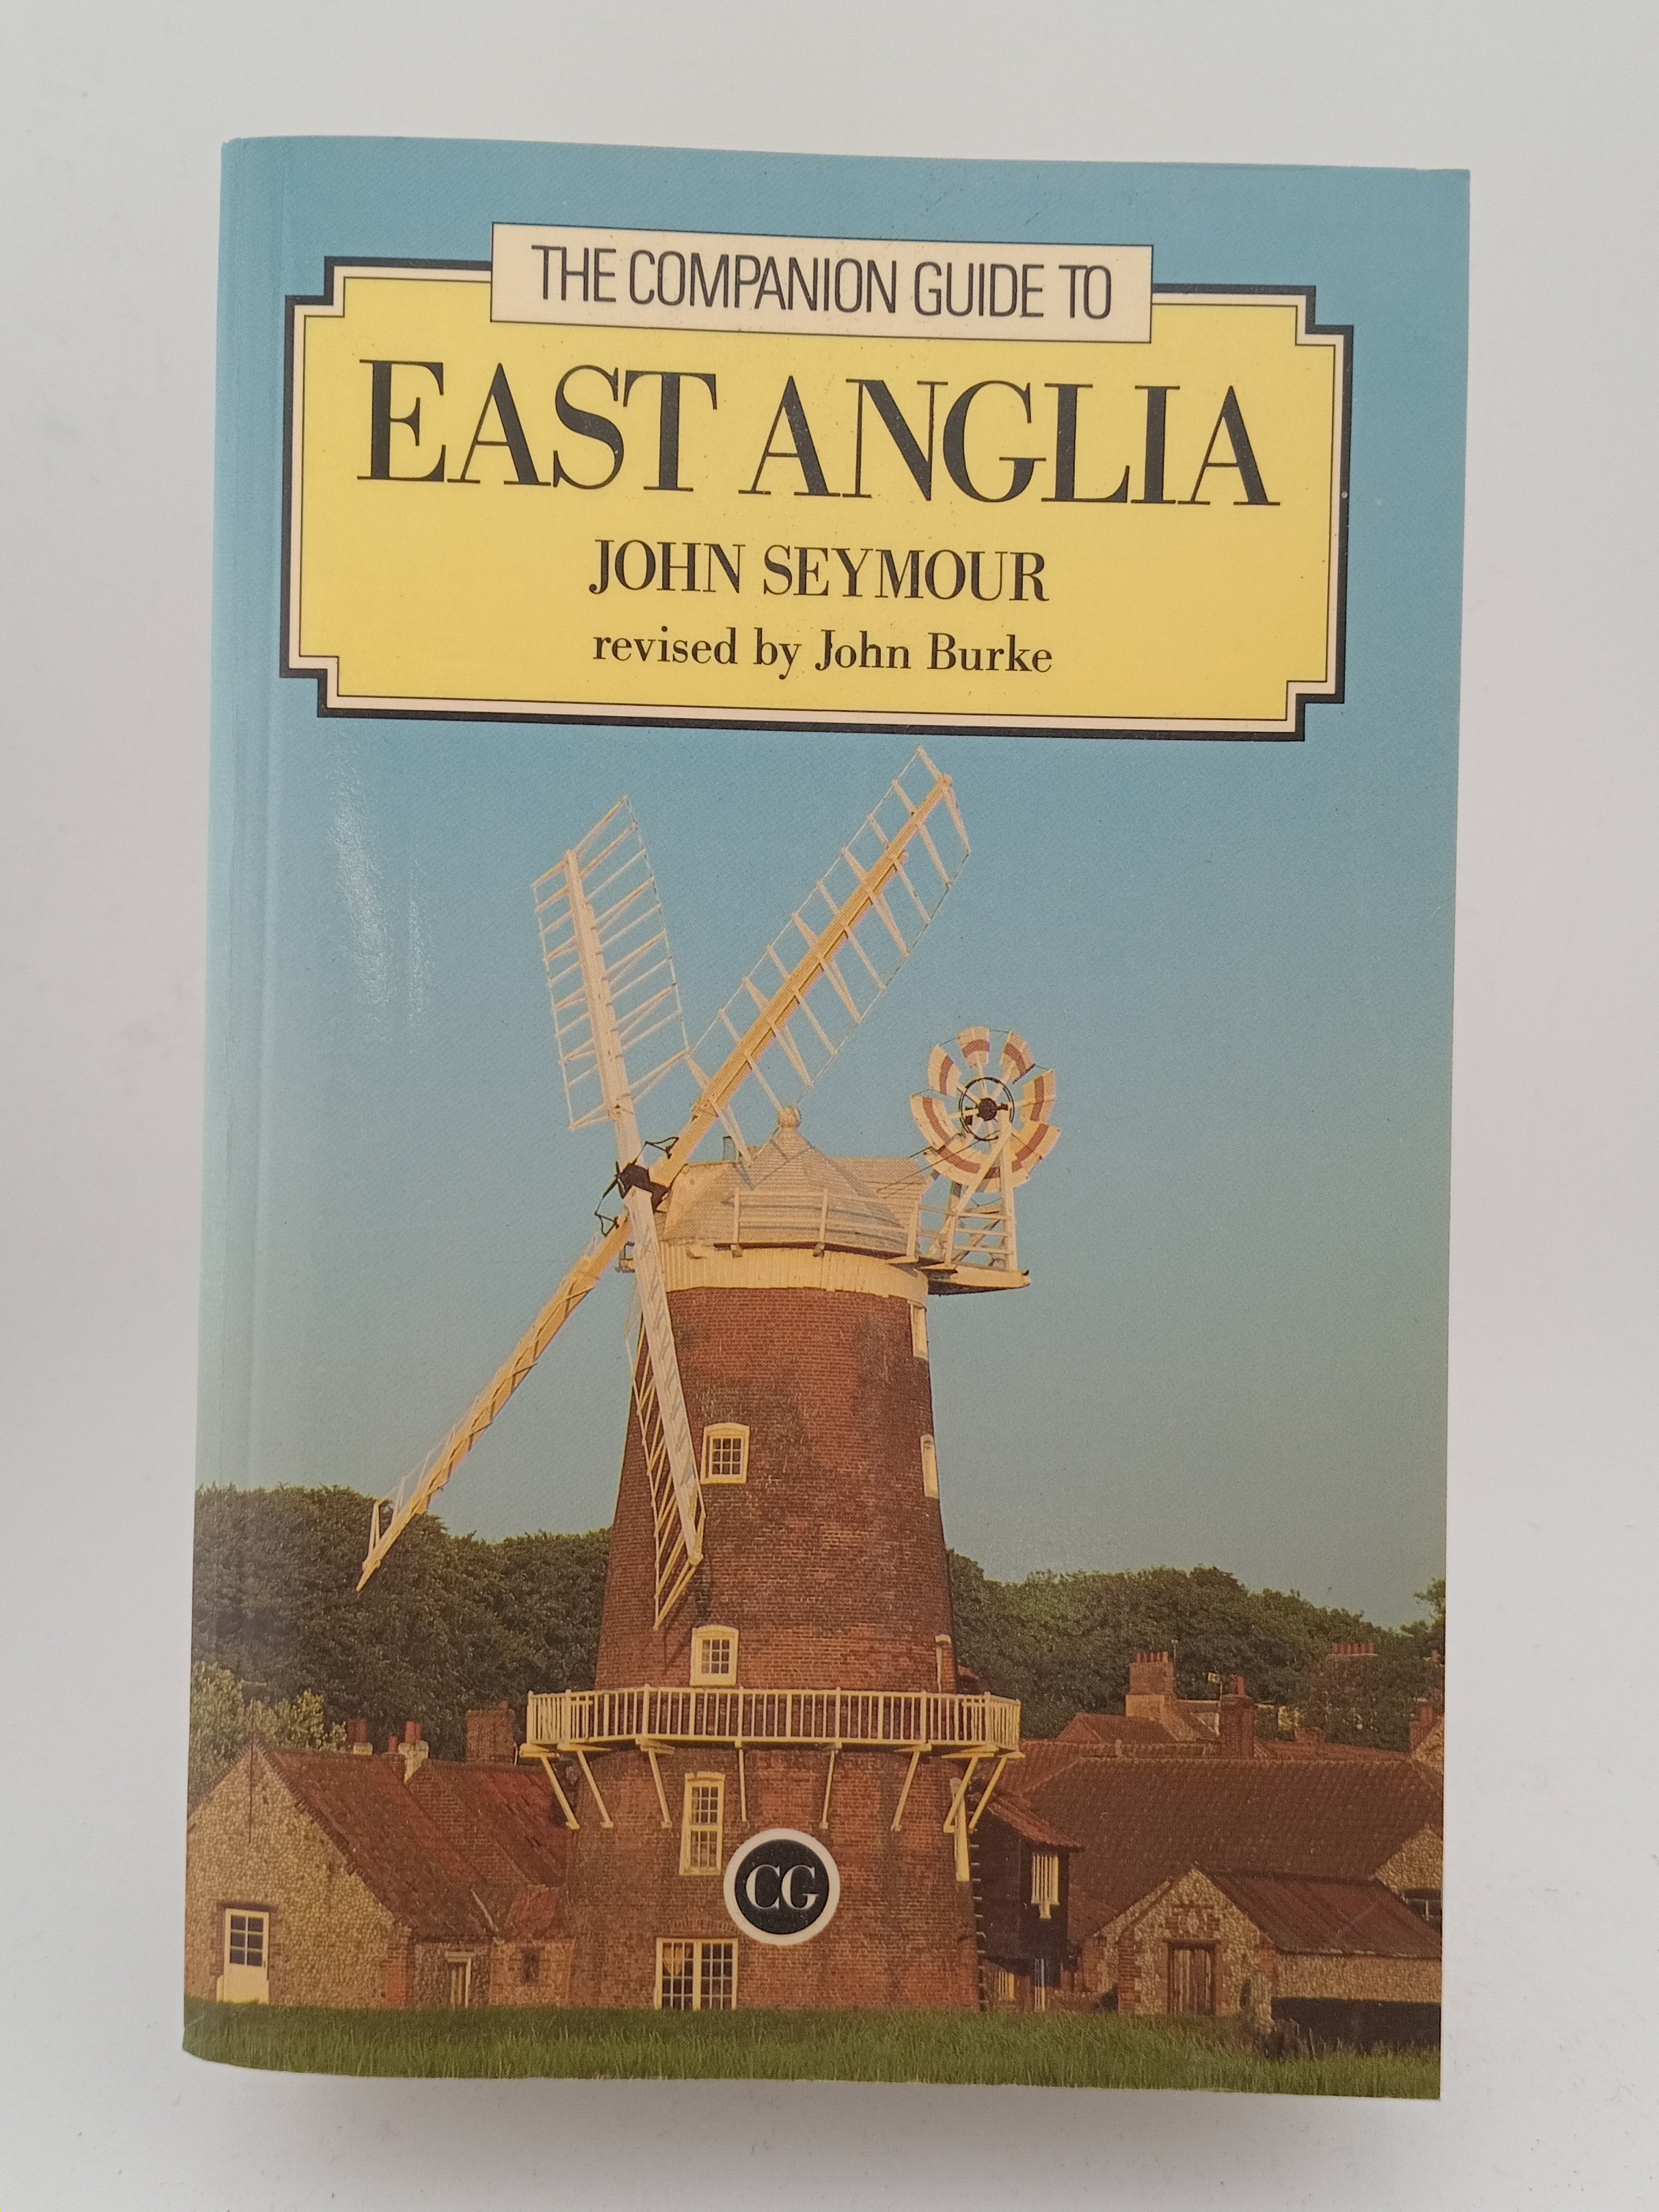 THE COMPANION GUIDE TO
EAST ANGLIA
JOHN SEYMOUR
revised by John Burke
CG